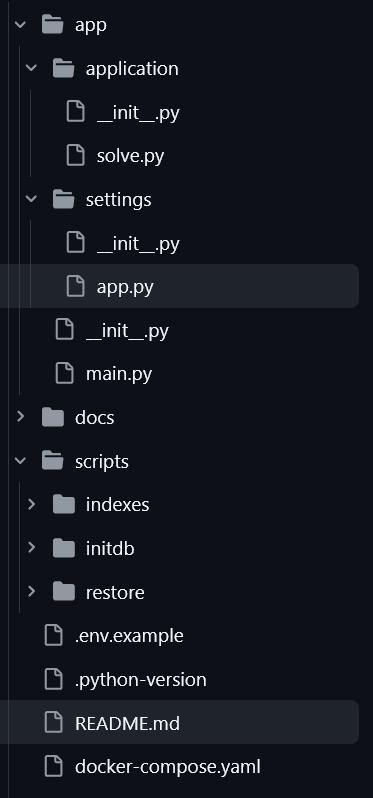 app
application
__init__.py
solve.py
settings
__init__.py
app.py
__init__.py
main.py
docs
scripts
indexes
initdb
restore
.env.example
.python-version
README.md
docker-compose.yaml